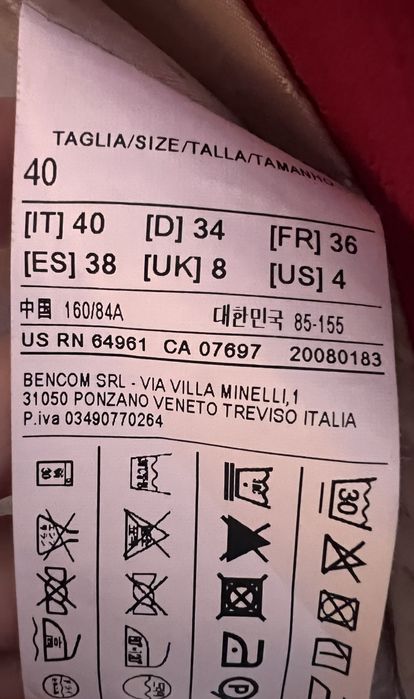 TAGLIA/SIZE/TALLA/TAMANHO
40
[IT] 40 [D] 34 [FR] 36
[ES] 38 [UK] 8 [US] 4
中国 160/84A 대한민국 85-155
US RN 64961 CA 07697 20080183
BENCOM SRL - VIA VILLA MINELLI,1
31050 PONZANO VENETO TREVISO ITALIA
P.iva 03490770264
30